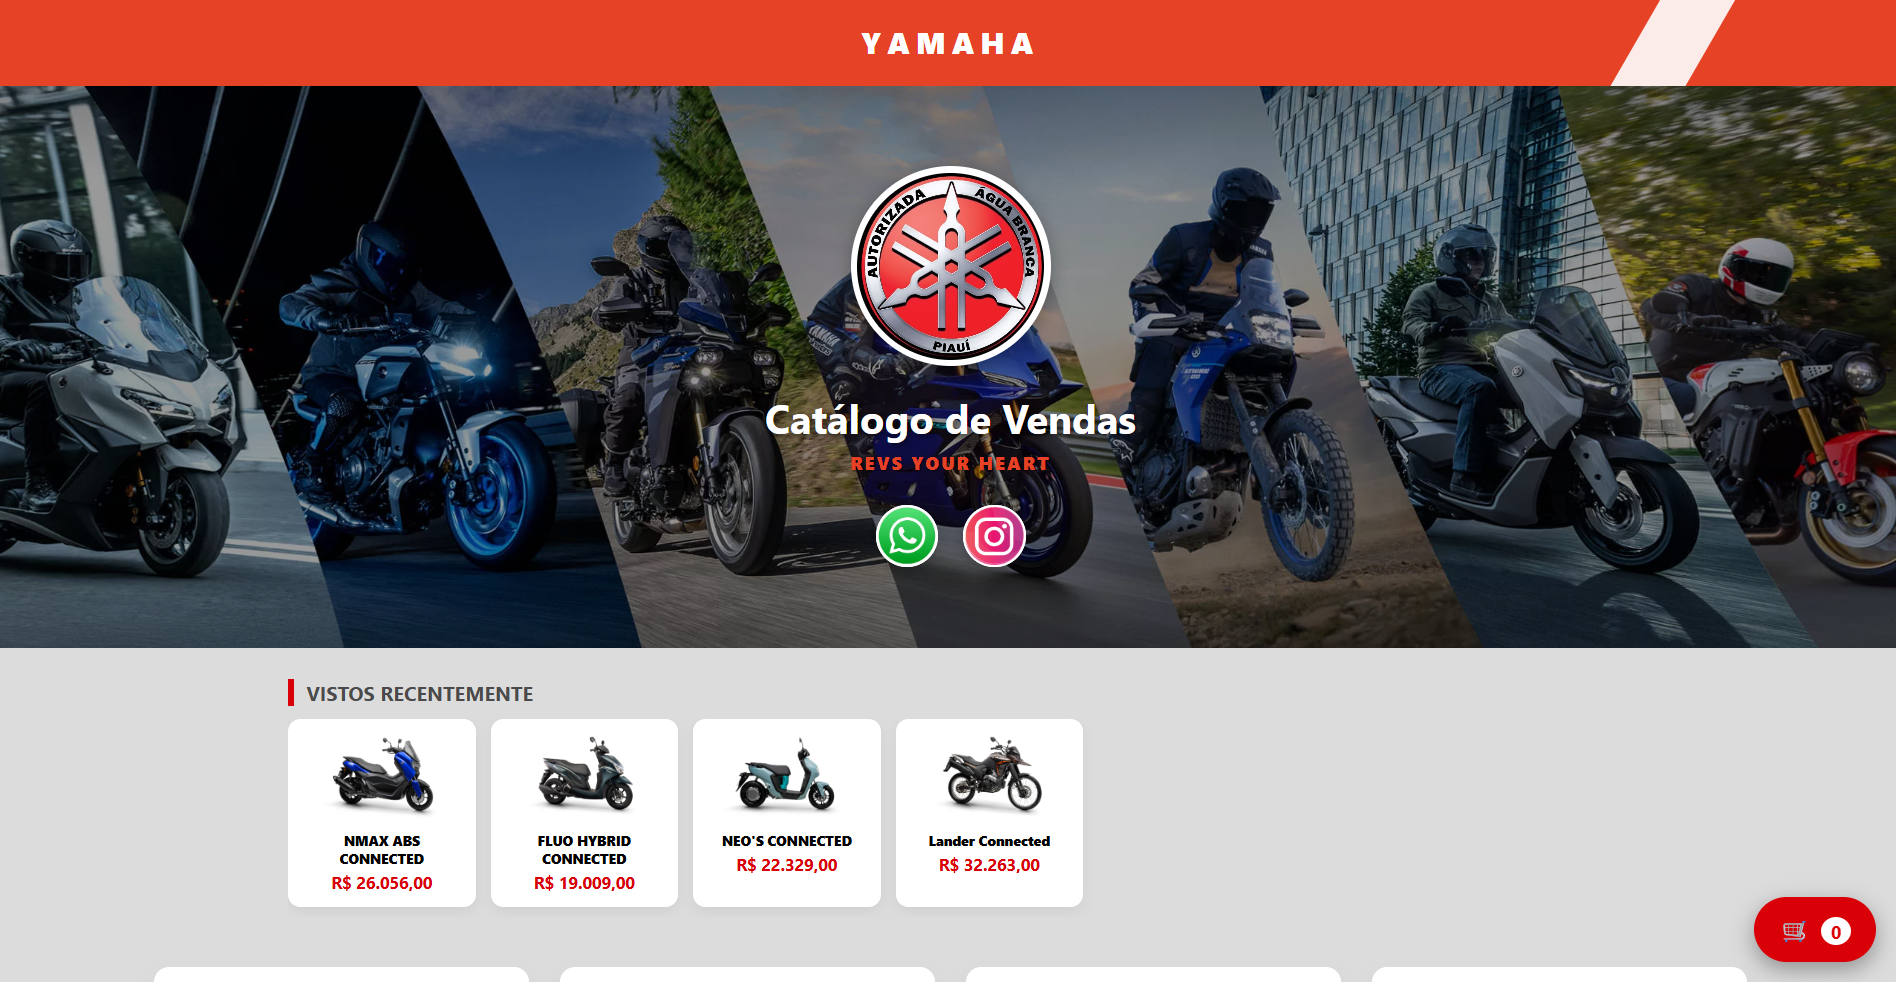 YAMAHA
AUTORIZADA
ÁGUA BRANCA
PIAUÍ
Catálogo de Vendas
REVS YOUR HEART
VISTOS RECENTEMENTE
NMAX ABS
CONNECTED
R$ 26.056,00
FLUO HYBRID
CONNECTED
R$ 19.009,00
NEO'S CONNECTED
R$ 22.329,00
Lander Connected
R$ 32.263,00
0